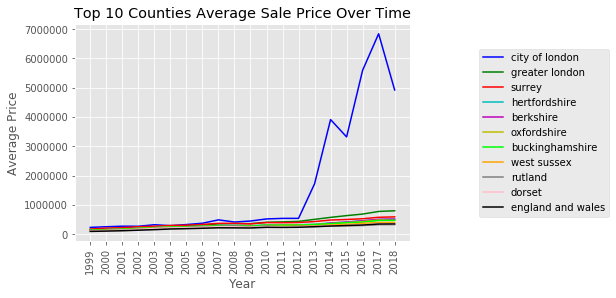 Top 10 Counties Average Sale Price Over Time
7000000
6000000
5000000
4000000
3000000
2000000
1000000
0
Average Price
1999
2000
2001
2002
2003
2004
2005
2006
2007
2008
2009
2010
2011
2012
2013
2014
2015
2016
2017
2018
Year
city of london
greater london
surrey
hertfordshire
berkshire
oxfordshire
buckinghamshire
west sussex
rutland
dorset
england and wales